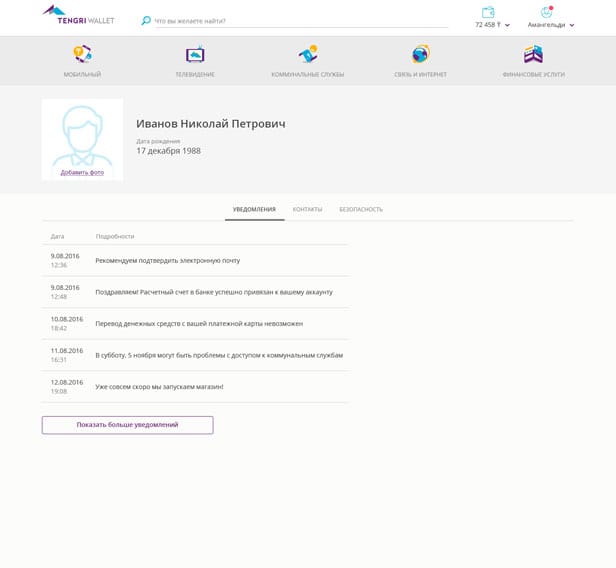 TENGRI WALLET
Что вы желаете найти?
72 458 ₸
Амангельди
МОБИЛЬНЫЙ
ТЕЛЕВИДЕНИЕ
КОММУНАЛЬНЫЕ СЛУЖБЫ
СВЯЗЬ И ИНТЕРНЕТ
ФИНАНСОВЫЕ УСЛУГИ
Добавить фото
Иванов Николай Петрович
Дата рождения
17 декабря 1988
УВЕДОМЛЕНИЯ
КОНТАКТЫ
БЕЗОПАСНОСТЬ
Дата Подробности
9.08.2016
12:36
Рекомендуем подтвердить электронную почту
9.08.2016
12:48
Поздравляем! Расчетный счет в банке успешно привязан к вашему аккаунту
10.08.2016
18:42
Перевод денежных средств с вашей платежной карты невозможен
11.08.2016
16:31
В субботу, 5 ноября могут быть проблемы с доступом к коммунальным службам
12.08.2016
19:08
Уже совсем скоро мы запускаем магазин!
Показать больше уведомлений